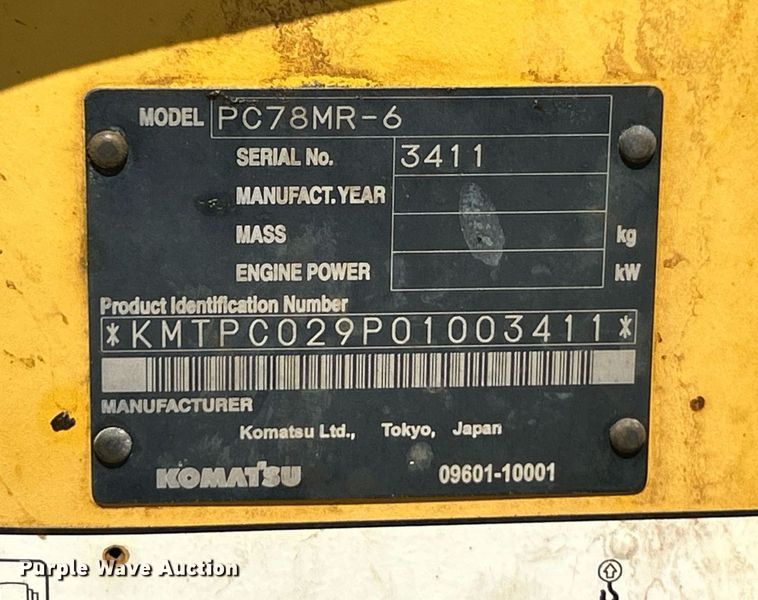 MODEL PC78MR-6
SERIAL No. 3411
MANUFACT.YEAR
MASS kg
ENGINE POWER kW
Product Identification Number
*KMTPC029P01003411*
MANUFACTURER
Komatsu Ltd., Tokyo, Japan
KOMATSU 09601-10001
Purple Wave Auction